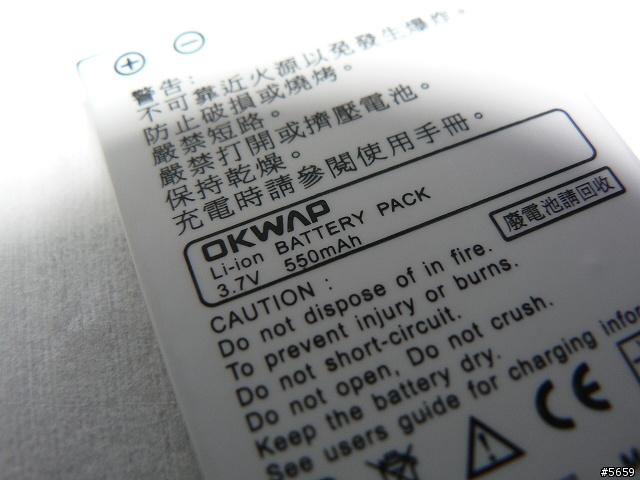 + −
警告:
不可靠近火源以免發生爆炸。
防止破損或燒烤。
嚴禁短路。
嚴禁打開或擠壓電池。
保持乾燥。
充電時請參閱使用手冊。
OKWAP
Li-ion BATTERY PACK
3.7V 550mAh
廢電池請回收
CAUTION :
Do not dispose of in fire.
To prevent injury or burns.
Do not short-circuit.
Do not open, Do not crush.
Keep the battery dry.
See users guide for charging
CE
#5659